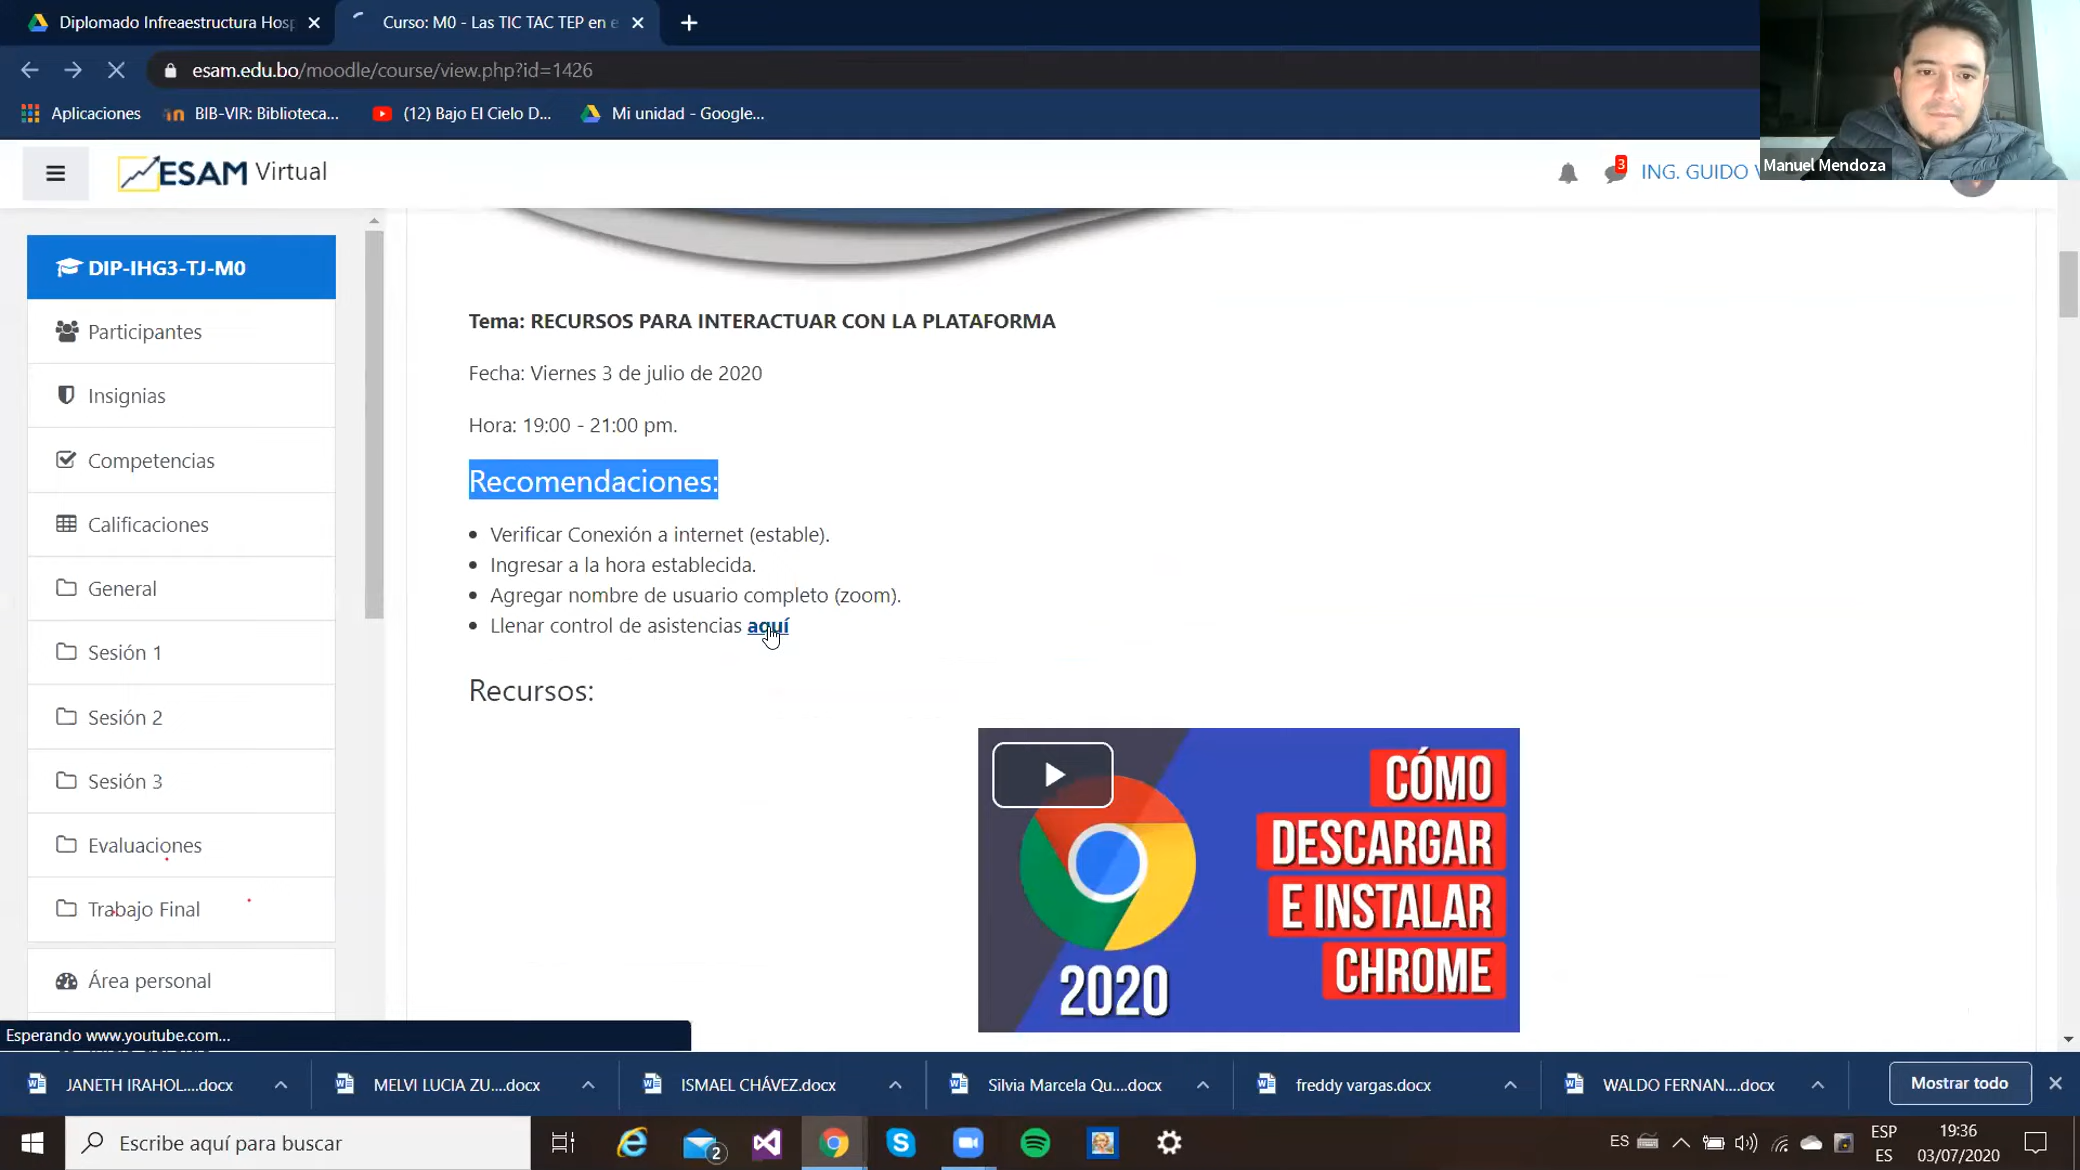 Diplomado Infreaestructura Hosp
Curso: M0 - Las TIC TAC TEP en e
esam.edu.bo/moodle/course/view.php?id=1426
Aplicaciones
BIB-VIR: Biblioteca...
(12) Bajo El Cielo D...
Mi unidad - Google...
Manuel Mendoza
ESAM Virtual
3
ING. GUIDO V
DIP-IHG3-TJ-M0
Participantes
Insignias
Competencias
Calificaciones
General
Sesión 1
Sesión 2
Sesión 3
Evaluaciones
Trabajo Final
Área personal
Tema: RECURSOS PARA INTERACTUAR CON LA PLATAFORMA
Fecha: Viernes 3 de julio de 2020
Hora: 19:00 - 21:00 pm.
Recomendaciones:
Verificar Conexión a internet (estable).
Ingresar a la hora establecida.
Agregar nombre de usuario completo (zoom).
Llenar control de asistencias aquí
Recursos:
CÓMO
DESCARGAR
E INSTALAR
CHROME
2020
Esperando www.youtube.com...
JANETH IRAHOL....docx
MELVI LUCIA ZU....docx
ISMAEL CHÁVEZ.docx
Silvia Marcela Qu....docx
freddy vargas.docx
WALDO FERNAN....docx
Mostrar todo
Escribe aquí para buscar
2
ES
ESP
ES
19:36
03/07/2020